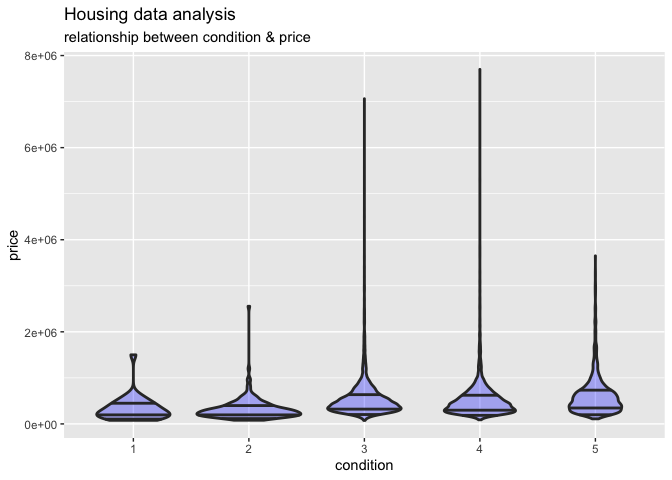 Housing data analysis
relationship between condition & price
8e+06
6e+06
4e+06
2e+06
0e+00
price
1 2 3 4 5
condition